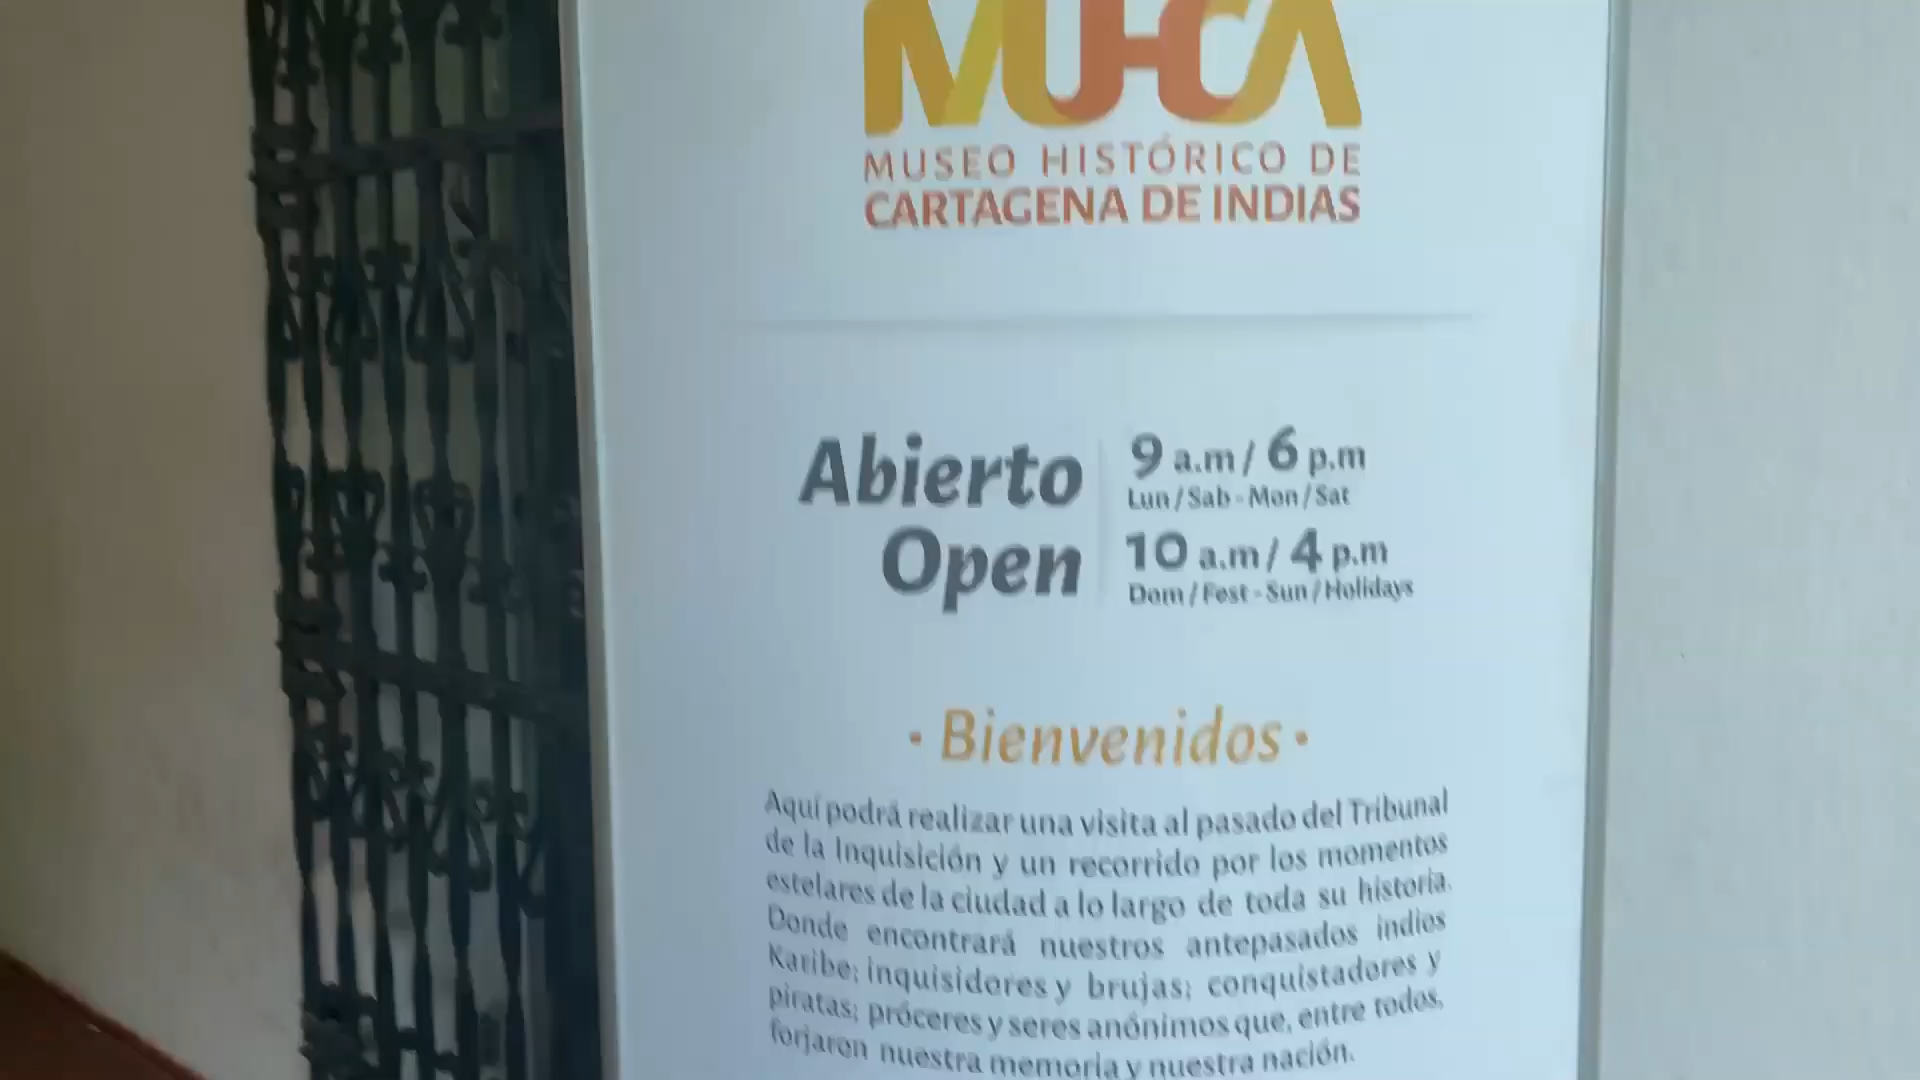 MUHCA
MUSEO HISTÓRICO DE
CARTAGENA DE INDIAS
Abierto
Open
9 a.m / 6 p.m
Lun / Sab - Mon / Sat
10 a.m / 4 p.m
Dom / Fest - Sun / Holidays
· Bienvenidos ·
Aquí podrá realizar una visita al pasado del Tribunal
de la Inquisición y un recorrido por los momentos
estelares de la ciudad a lo largo de toda su historia.
Donde encontrará nuestros antepasados indios
Karibe; inquisidores y brujas; conquistadores y
piratas; próceres y seres anónimos que, entre todos,
forjaron nuestra memoria y nuestra nación.